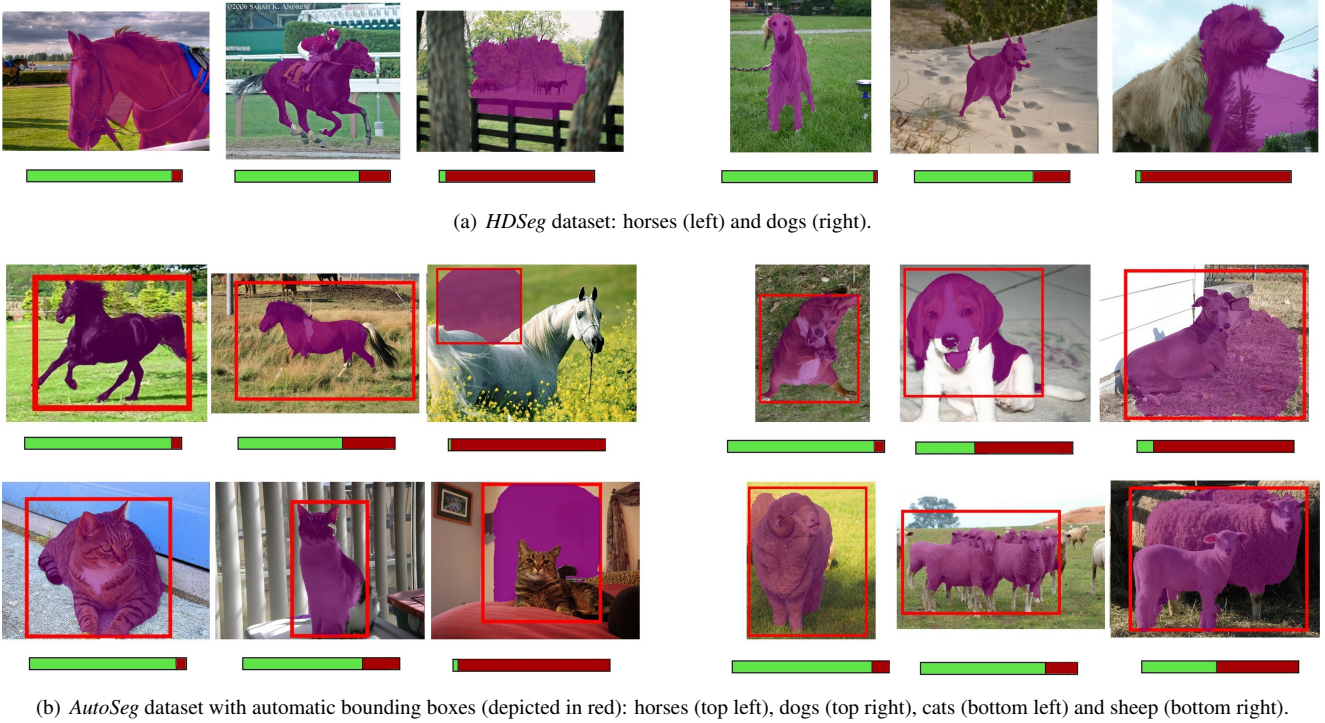 ©2006 SARAH K. ANDREW
(a) HDSeg dataset: horses (left) and dogs (right).
(b) AutoSeg dataset with automatic bounding boxes (depicted in red): horses (top left), dogs (top right), cats (bottom left) and sheep (bottom right).